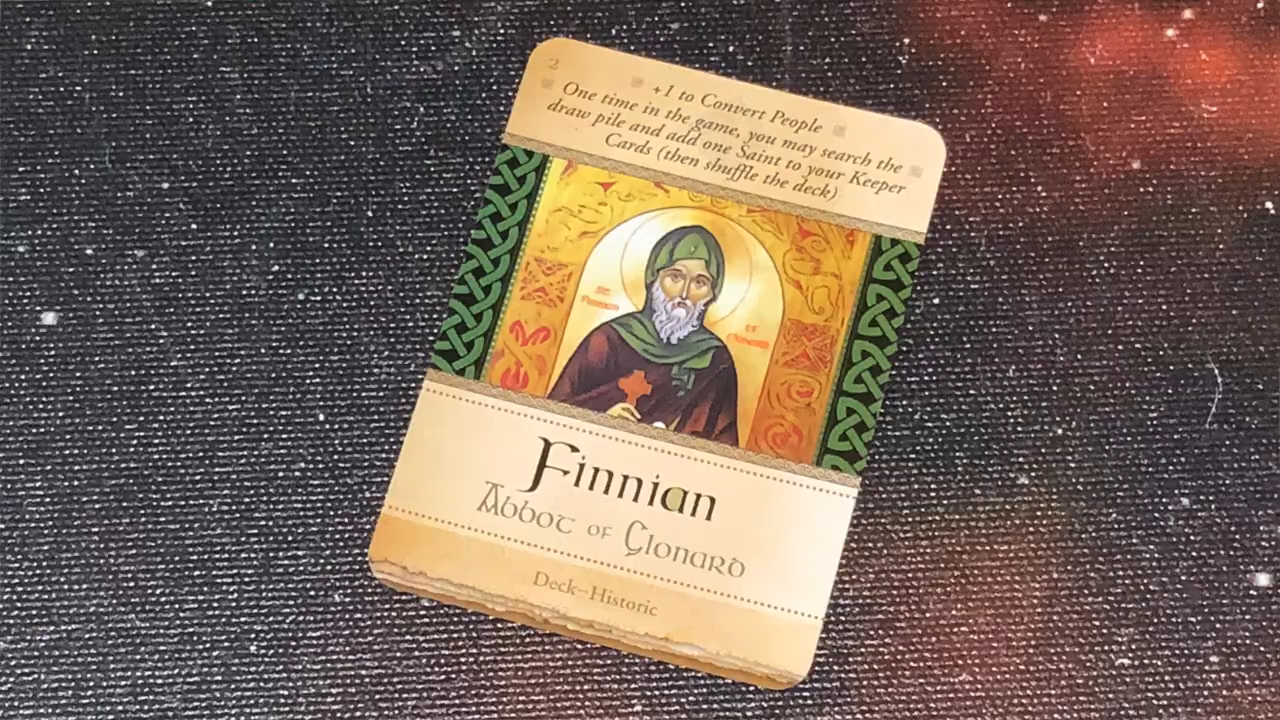 2
+1 to Convert People
One time in the game, you may search the
draw pile and add one Saint to your Keeper
Cards (then shuffle the deck)
Finnian
Abbot of Clonard
Deck–Historic